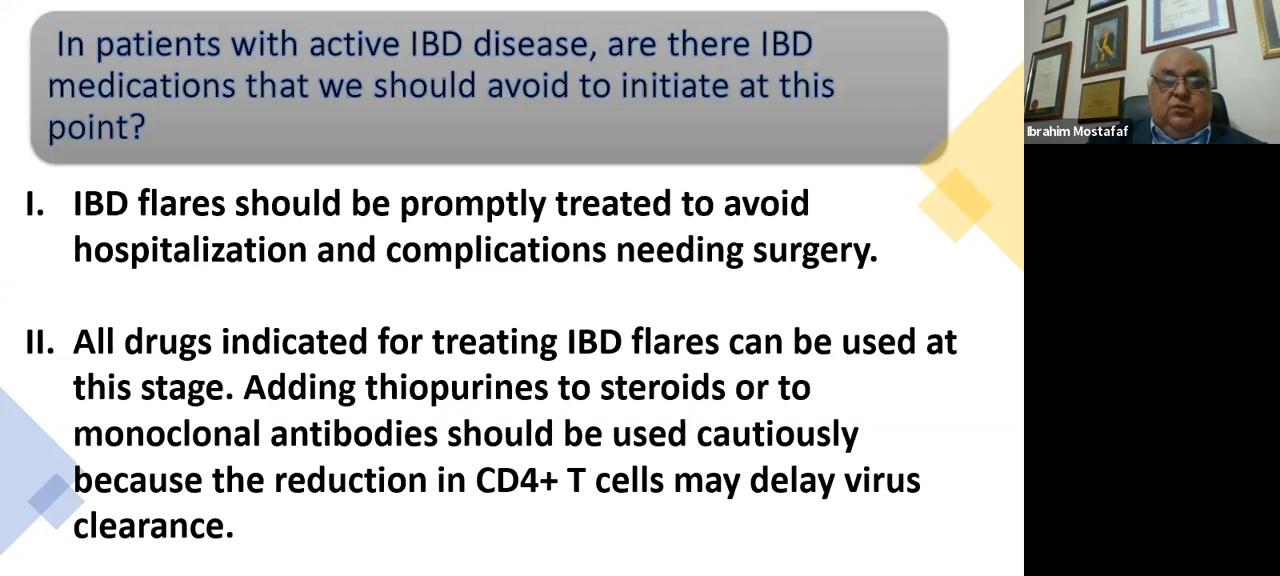 In patients with active IBD disease, are there IBD
medications that we should avoid to initiate at this
point?
Ibrahim Mostafaf
I. IBD flares should be promptly treated to avoid
hospitalization and complications needing surgery.
II. All drugs indicated for treating IBD flares can be used at
this stage. Adding thiopurines to steroids or to
monoclonal antibodies should be used cautiously
because the reduction in CD4+ T cells may delay virus
clearance.